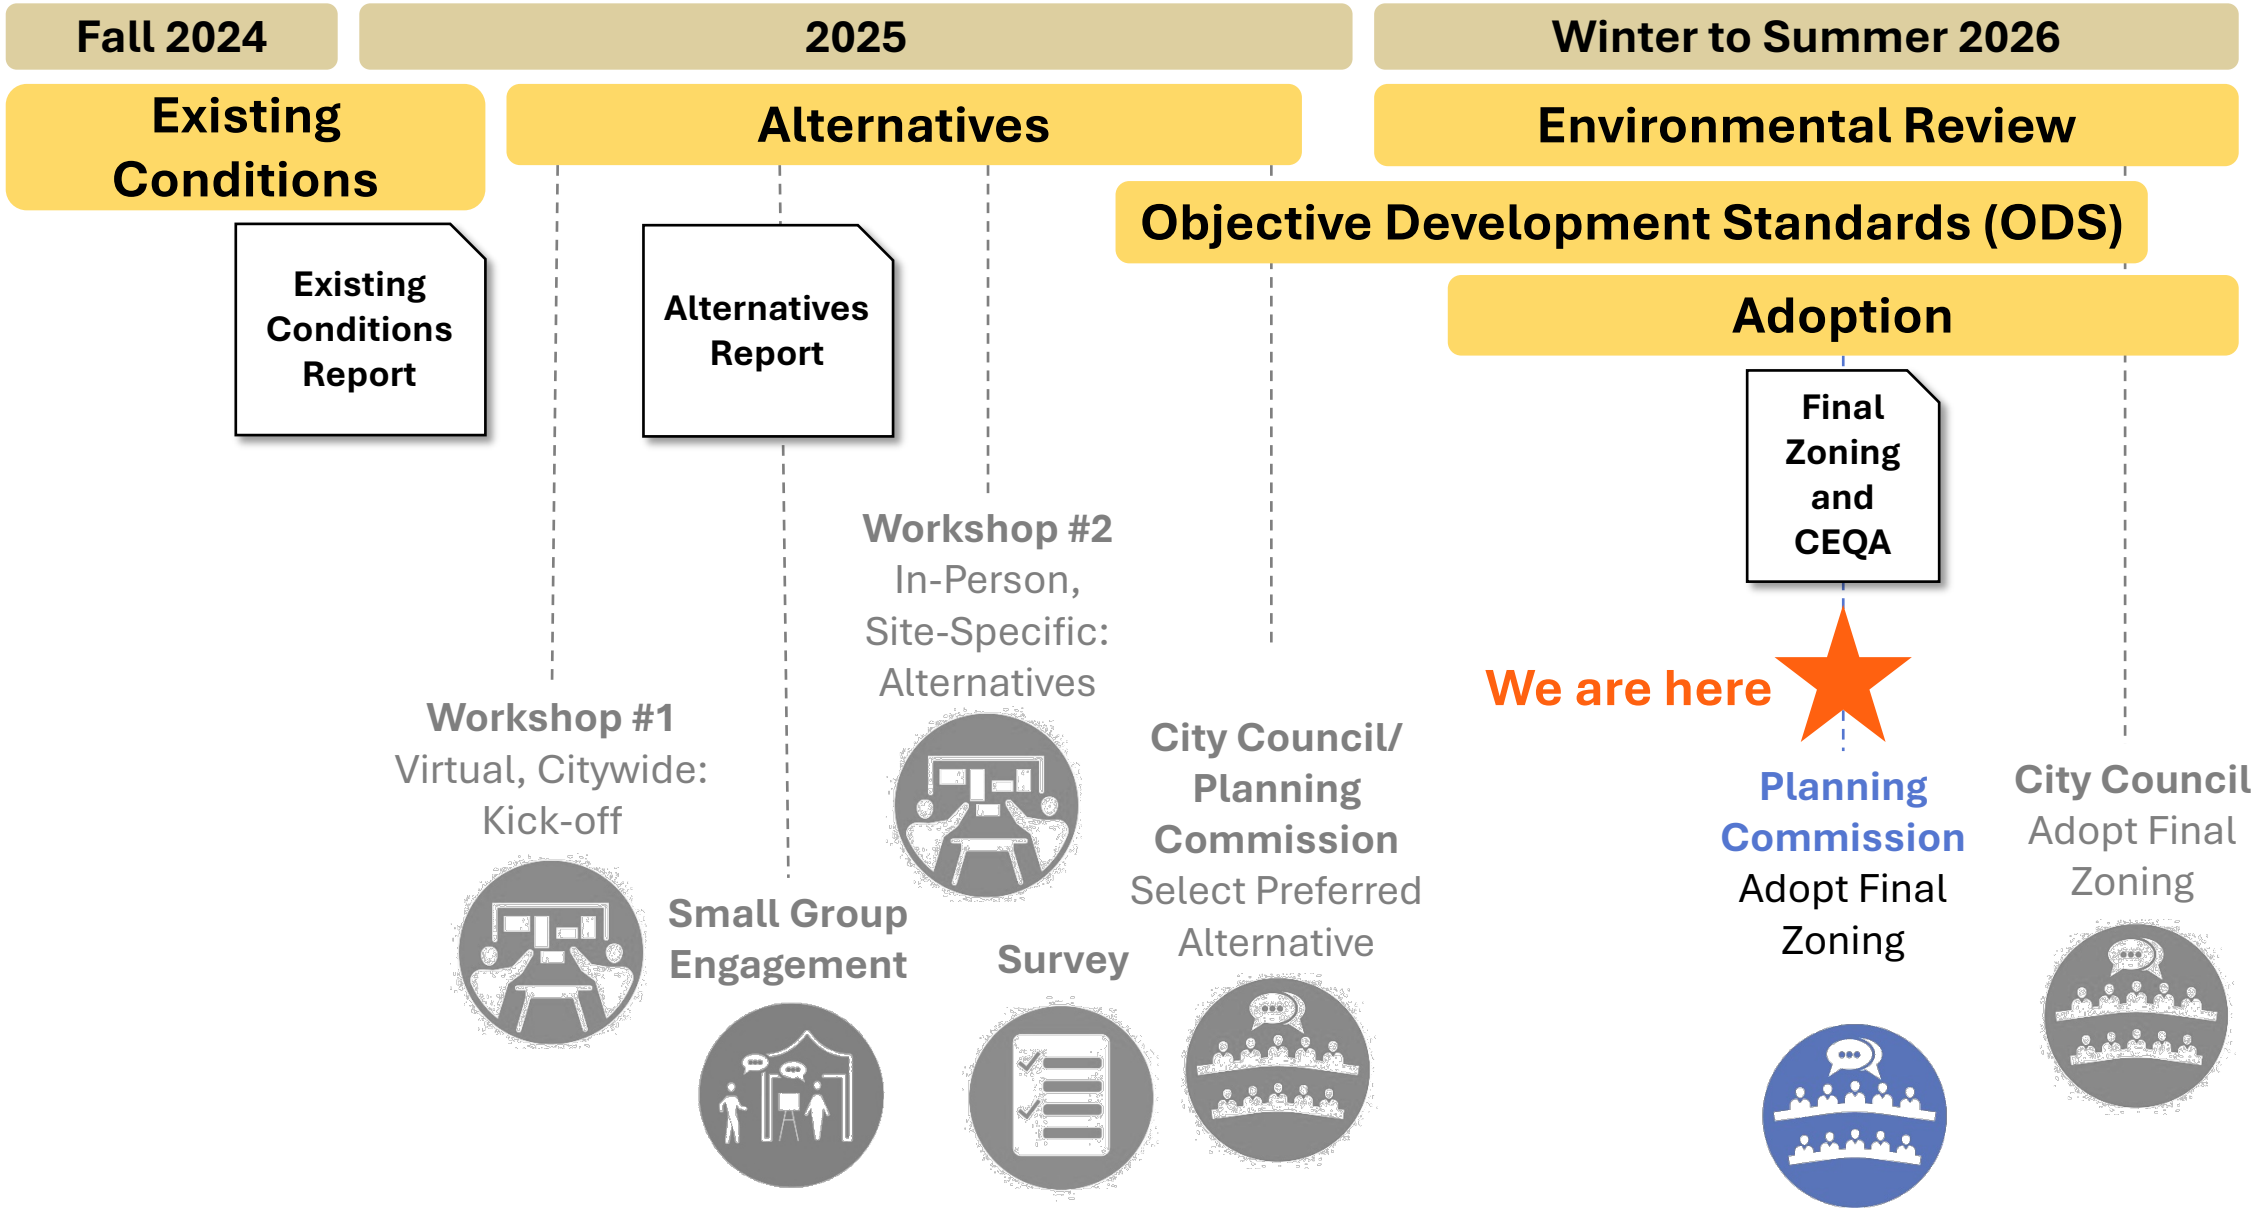 Fall 2024
2025
Winter to Summer 2026
Existing
Conditions
Alternatives
Environmental Review
Objective Development Standards (ODS)
Adoption
Existing
Conditions
Report
Alternatives
Report
Final
Zoning
and
CEQA
Workshop #1
Virtual, Citywide:
Kick-off
Small Group
Engagement
Workshop #2
In-Person,
Site-Specific:
Alternatives
Survey
City Council/
Planning
Commission
Select Preferred
Alternative
We are here
Planning
Commission
Adopt Final
Zoning
City Council
Adopt Final
Zoning